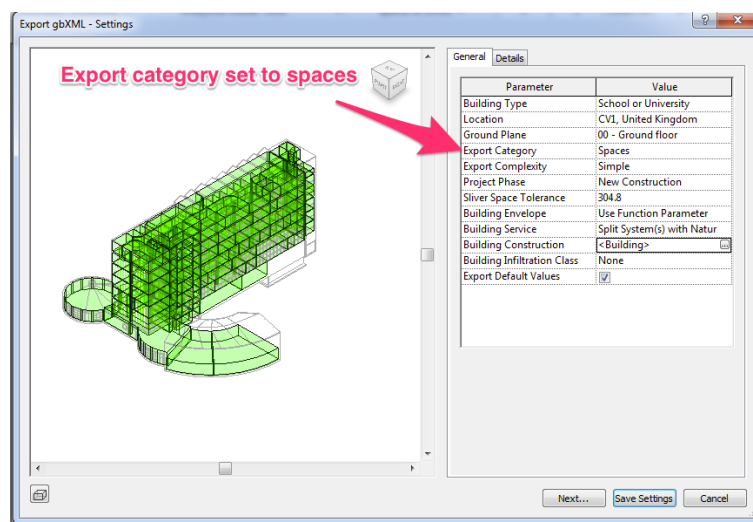 Export gbXML - Settings
Export category set to spaces
General
Details
Parameter Value
Building Type School or University
Location CV1, United Kingdom
Ground Plane 00 - Ground floor
Export Category Spaces
Export Complexity Simple
Project Phase New Construction
Sliver Space Tolerance 304.8
Building Envelope Use Function Parameter
Building Service Split System(s) with Natur
Building Construction <Building> ...
Building Infiltration Class None
Export Default Values
Next... Save Settings Cancel